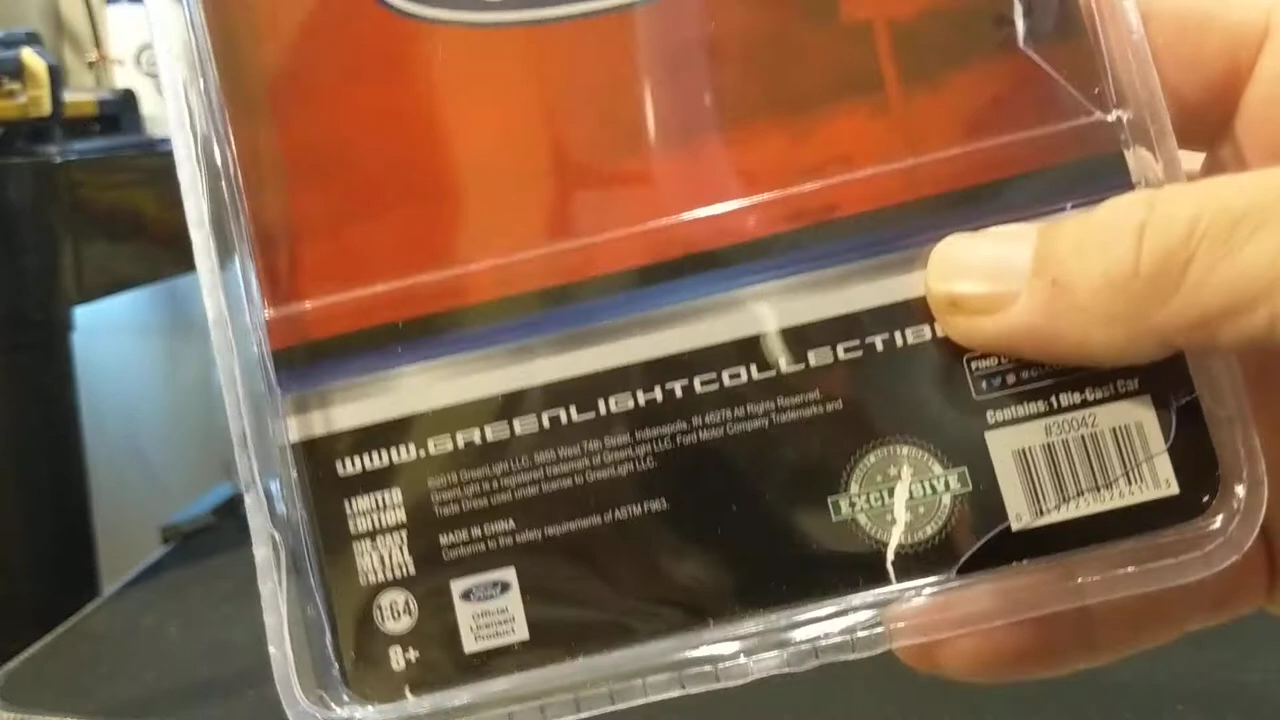 WWW.GREENLIGHTCOLLECTIB
©2019 GreenLight LLC. 5855 West 74th Street, Indianapolis, IN 46278 All Rights Reserved.
GreenLight is a registered trademark of GreenLight LLC. Ford Motor Company Trademarks and
Trade Dress used under license to GreenLight LLC.
MADE IN CHINA
Conforms to the safety requirements of ASTM F963.
LIMITED
EDITION
DIE-CAST
METAL
1:64
8+
Ford
Official
Licensed
Product
EXCLUSIVE
FIND
Contains: 1 Die-Cast Car
#30042